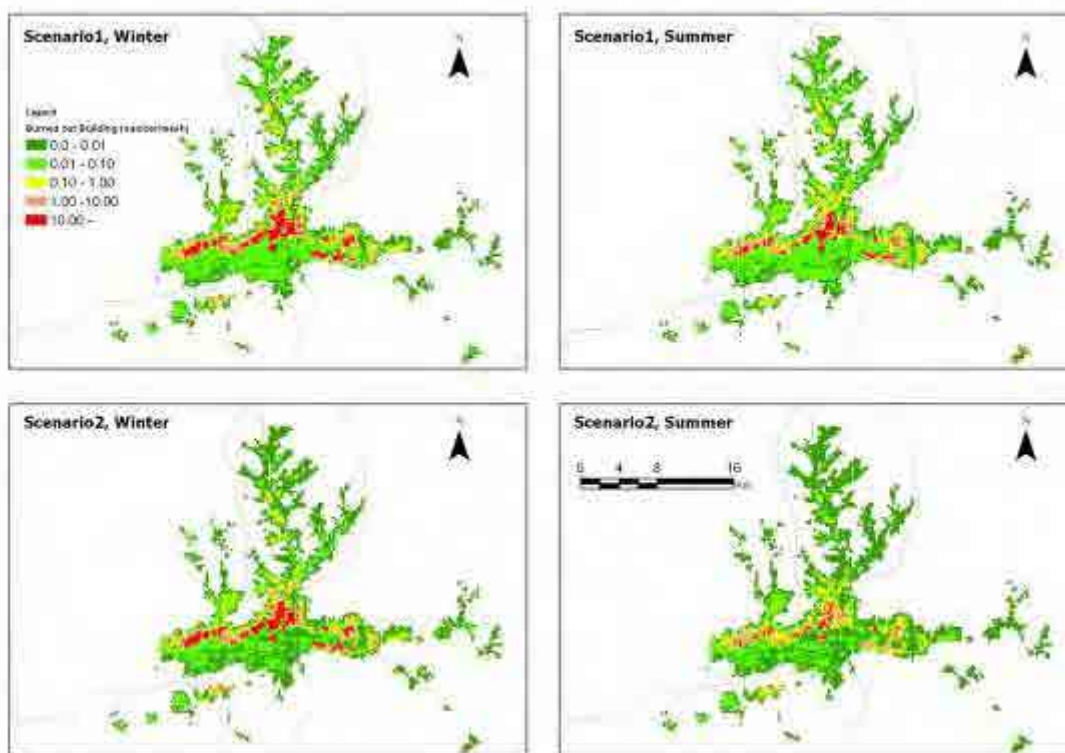 Scenario1, Winter
N
Legend
Burned out Building (number/mesh)
0.0 - 0.01
0.01 - 0.10
0.10 - 1.00
1.00 -10.00
10.00 -
Scenario1, Summer
N
Scenario2, Winter
N
Scenario2, Summer
N
4 8 16